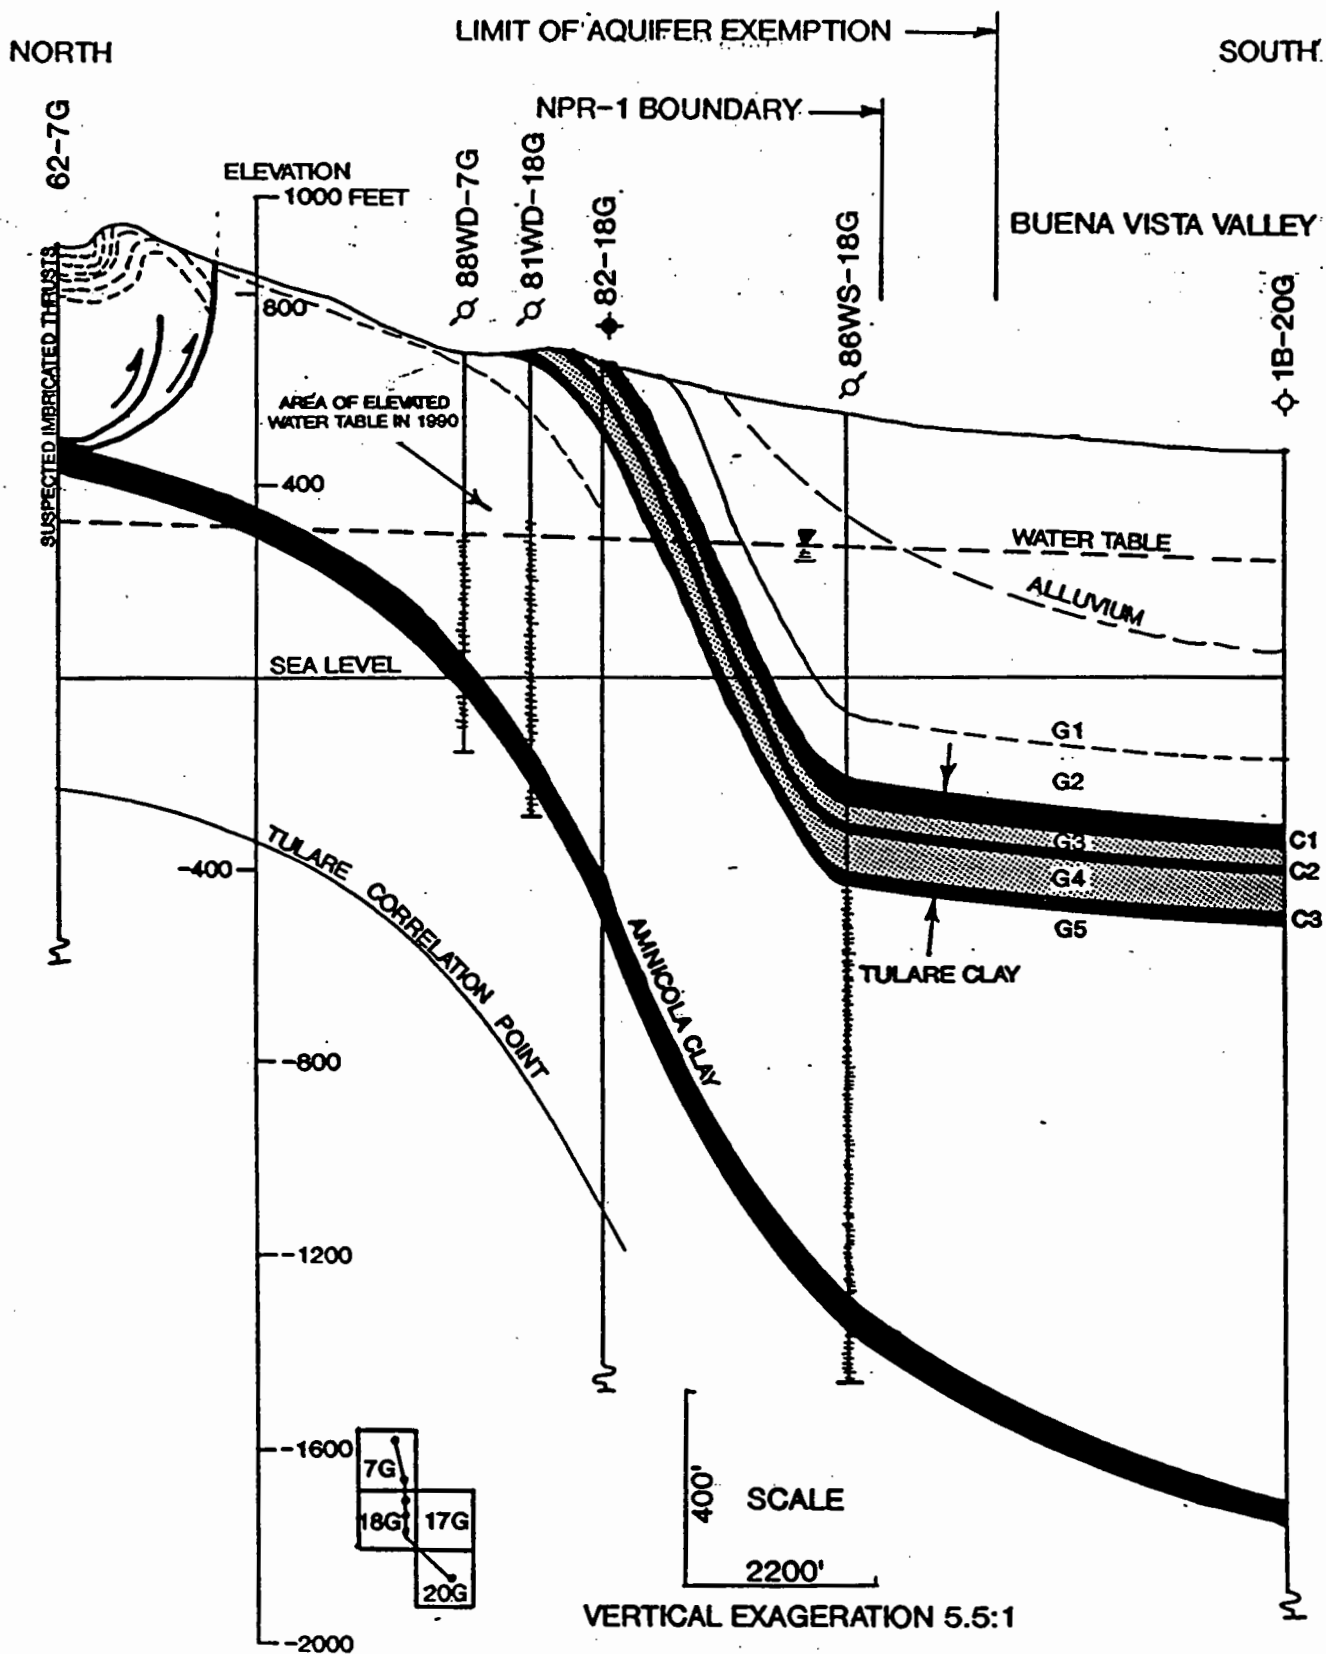 NORTH
LIMIT OF AQUIFER EXEMPTION
SOUTH
NPR-1 BOUNDARY
62-7G
ELEVATION
1000 FEET
88WD-7G
81WD-18G
82-18G
86WS-18G
BUENA VISTA VALLEY
1B-20G
SUSPECTED IMBRICATED THRUSTS
800
AREA OF ELEVATED
WATER TABLE IN 1990
400
WATER TABLE
ALLUVIUM
SEA LEVEL
G1
G2
C1
G3
C2
-400
G4
C3
G5
TULARE CLAY
TULARE CORRELATION POINT
AMNICOLA CLAY
-800
-1200
-1600
7G
18G
17G
20G
400'
SCALE
2200'
VERTICAL EXAGERATION 5.5:1
-2000